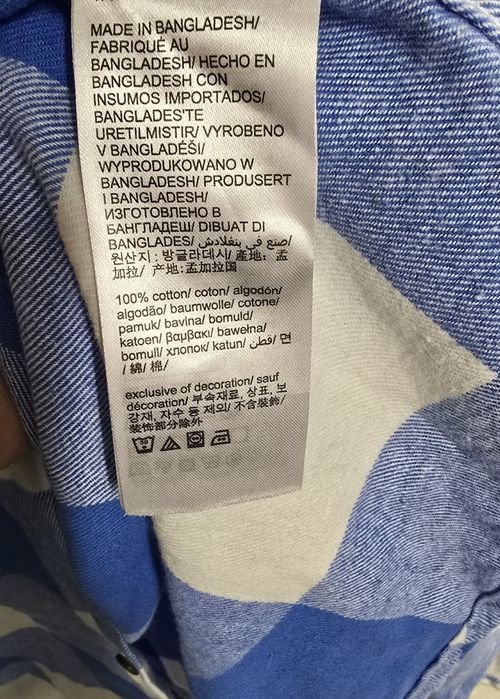 MADE IN BANGLADESH/
FABRIQUÉ AU
BANGLADESH/ HECHO EN
BANGLADESH CON
INSUMOS IMPORTADOS/
BANGLADEŞ'TE
ÜRETİLMİŞTİR/ VYROBENO
V BANGLADÉŠI/
WYPRODUKOWANO W
BANGLADESH/ PRODUSERT
I BANGLADESH/
ИЗГОТОВЛЕНО В
БАНГЛАДЕШ/ DIBUAT DI
BANGLADES/ صنع في بنغلادش/
원산지 : 방글라데시/ 產地：孟
加拉/ 产地:孟加拉国
100% cotton/ coton/ algodón/
algodão/ baumwolle/ cotone/
pamuk/ bavlna/ bomuld/
katoen/ βαμβακι/ bawełna/
bomull/ хлопок/ katun/ قطن/ 면
/ 綿/ 棉/
exclusive of decoration/ sauf
décoration/ 부속재료, 상표, 보
강재, 자수 등 제외/ 不含裝飾/
装饰部分除外